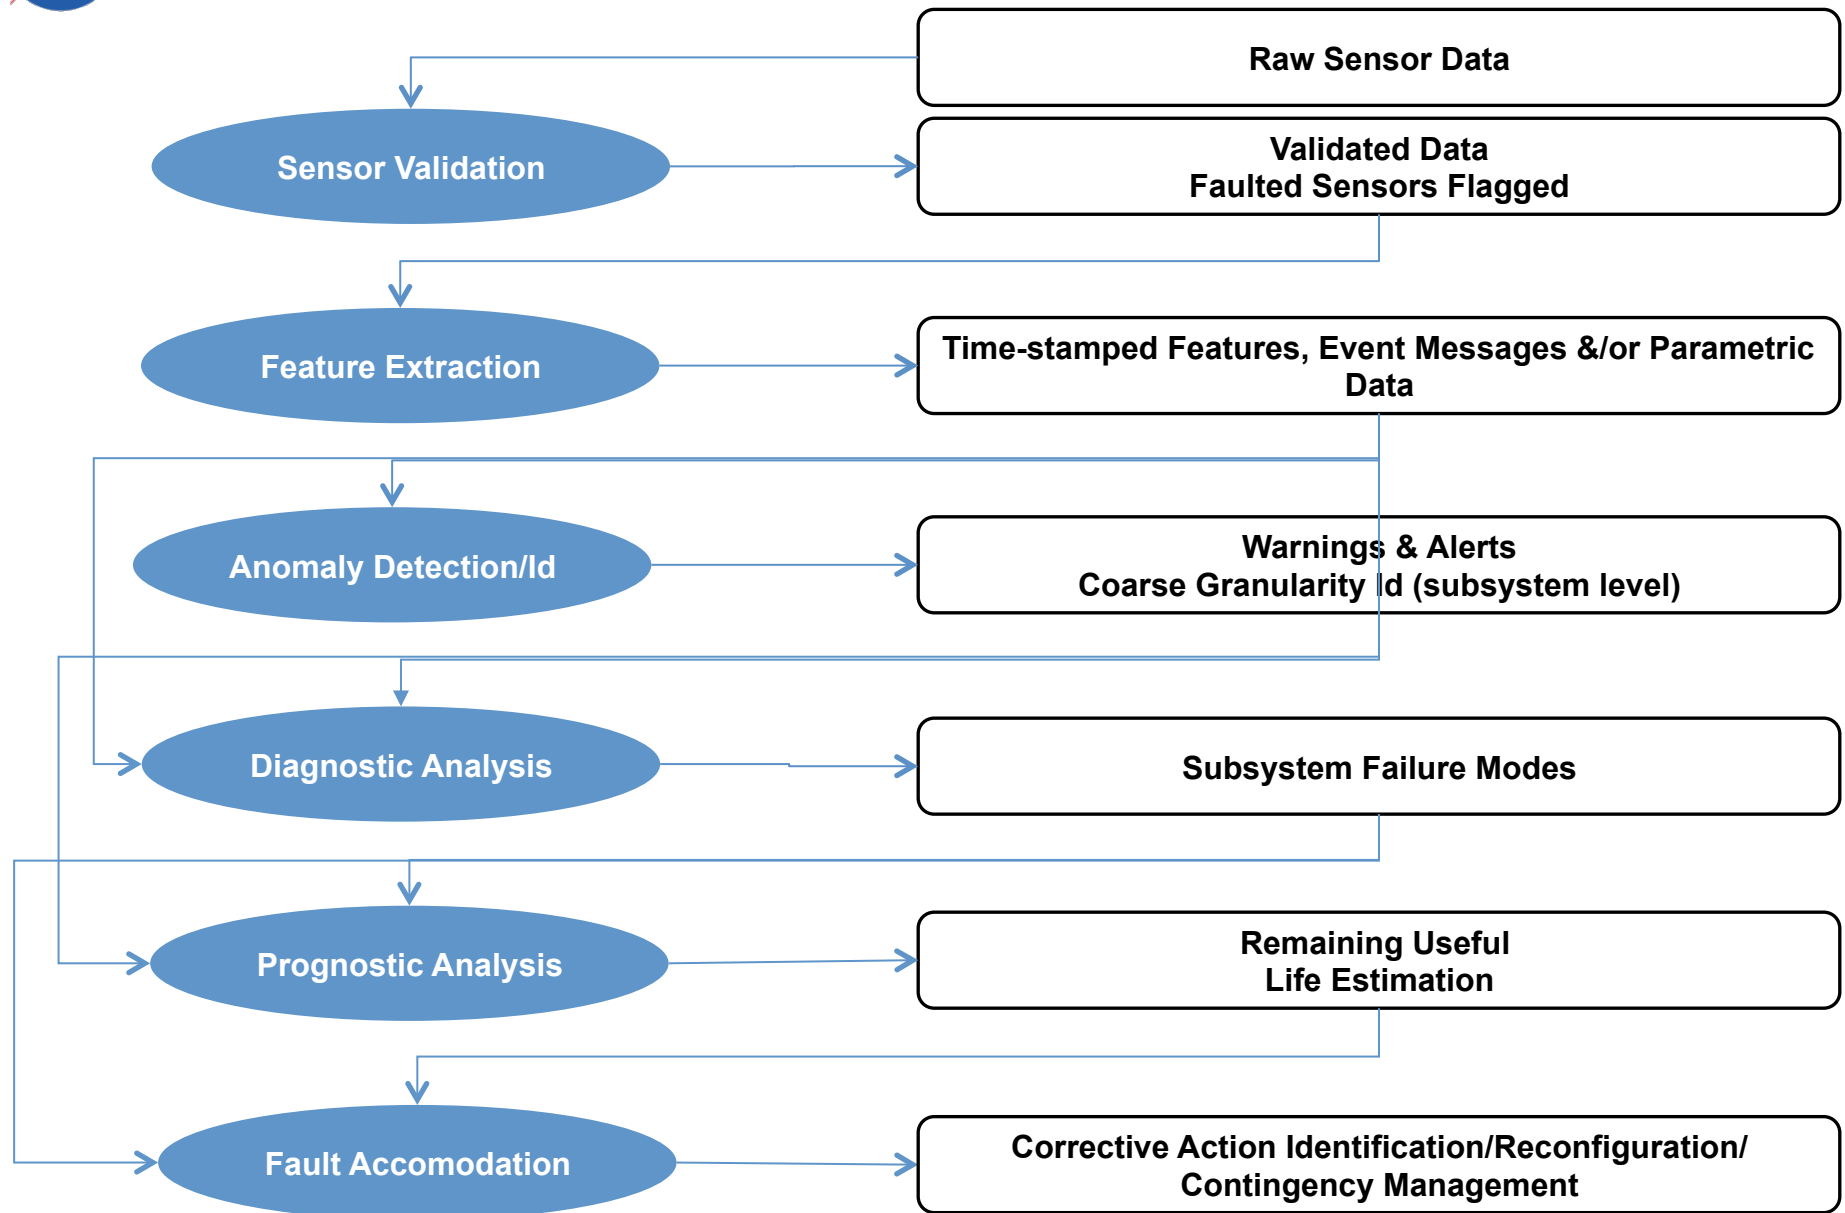 Raw Sensor Data
Sensor Validation
Validated Data
Faulted Sensors Flagged
Feature Extraction
Time-stamped Features, Event Messages &/or Parametric
Data
Anomaly Detection/Id
Warnings & Alerts
Coarse Granularity Id (subsystem level)
Diagnostic Analysis
Subsystem Failure Modes
Prognostic Analysis
Remaining Useful
Life Estimation
Fault Accomodation
Corrective Action Identification/Reconfiguration/
Contingency Management